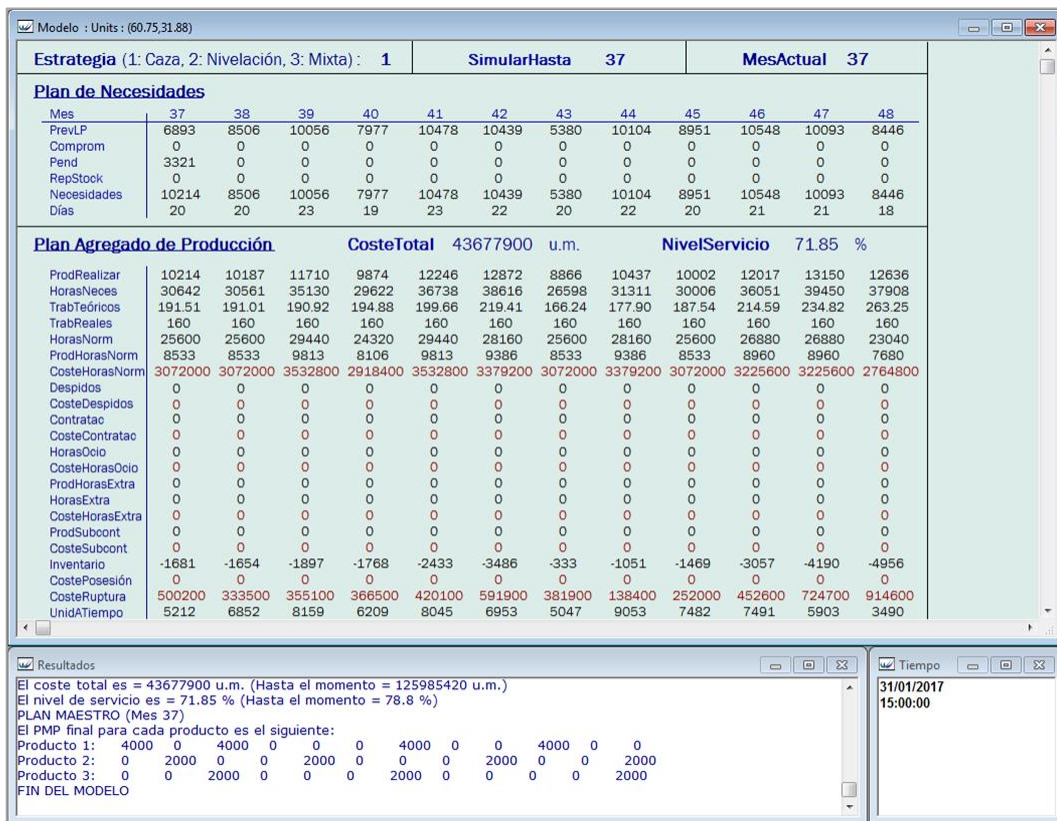 Modelo : Units : (60.75,31.88)
Estrategia (1: Caza, 2: Nivelación, 3: Mixta) : 1 SimularHasta 37 MesActual 37
Plan de Necesidades
Mes 37 38 39 40 41 42 43 44 45 46 47 48
PrevLP 6893 8506 10056 7977 10478 10439 5380 10104 8951 10548 10093 8446
Comprom 0 0 0 0 0 0 0 0 0 0 0 0
Pend 3321 0 0 0 0 0 0 0 0 0 0 0
RepStock 0 0 0 0 0 0 0 0 0 0 0 0
Necesidades 10214 8506 10056 7977 10478 10439 5380 10104 8951 10548 10093 8446
Días 20 20 23 19 23 22 20 22 20 21 21 18
Plan Agregado de Producción CosteTotal 43677900 u.m. NivelServicio 71.85 %
ProdRealizar 10214 10187 11710 9874 12246 12872 8866 10437 10002 12017 13150 12636
HorasNeces 30642 30561 35130 29622 36738 38616 26598 31311 30006 36051 39450 37908
TrabTeóricos 191.51 191.01 190.92 194.88 199.66 219.41 166.24 177.90 187.54 214.59 234.82 263.25
TrabReales 160 160 160 160 160 160 160 160 160 160 160 160
HorasNorm 25600 25600 29440 24320 29440 28160 25600 28160 25600 26880 26880 23040
ProdHorasNorm 8533 8533 9813 8106 9813 9386 8533 9386 8533 8960 8960 7680
CosteHorasNorm 3072000 3072000 3532800 2918400 3532800 3379200 3072000 3379200 3072000 3225600 3225600 2764800
Despidos 0 0 0 0 0 0 0 0 0 0 0 0
CosteDespidos 0 0 0 0 0 0 0 0 0 0 0 0
Contratac 0 0 0 0 0 0 0 0 0 0 0 0
CosteContratac 0 0 0 0 0 0 0 0 0 0 0 0
HorasOcio 0 0 0 0 0 0 0 0 0 0 0 0
CosteHorasOcio 0 0 0 0 0 0 0 0 0 0 0 0
ProdHorasExtra 0 0 0 0 0 0 0 0 0 0 0 0
HorasExtra 0 0 0 0 0 0 0 0 0 0 0 0
CosteHorasExtra 0 0 0 0 0 0 0 0 0 0 0 0
ProdSubcont 0 0 0 0 0 0 0 0 0 0 0 0
CosteSubcont 0 0 0 0 0 0 0 0 0 0 0 0
Inventario -1681 -1654 -1897 -1768 -2433 -3486 -333 -1051 -1469 -3057 -4190 -4956
CostePosesión 0 0 0 0 0 0 0 0 0 0 0 0
CosteRuptura 500200 333500 355100 366500 420100 591900 381900 138400 252000 452600 724700 914600
UnidATiempo 5212 6852 8159 6209 8045 6953 5047 9053 7482 7491 5903 3490
Resultados
El coste total es = 43677900 u.m. (Hasta el momento = 125985420 u.m.)
El nivel de servicio es = 71.85 % (Hasta el momento = 78.8 %)
PLAN MAESTRO (Mes 37)
El PMP final para cada producto es el siguiente:
Producto 1: 4000 0 4000 0 0 0 4000 0 0 4000 0 0
Producto 2: 0 2000 0 0 2000 0 0 0 2000 0 0 2000
Producto 3: 0 0 2000 0 0 2000 0 0 0 0 0 2000
FIN DEL MODELO
Tiempo
31/01/2017
15:00:00